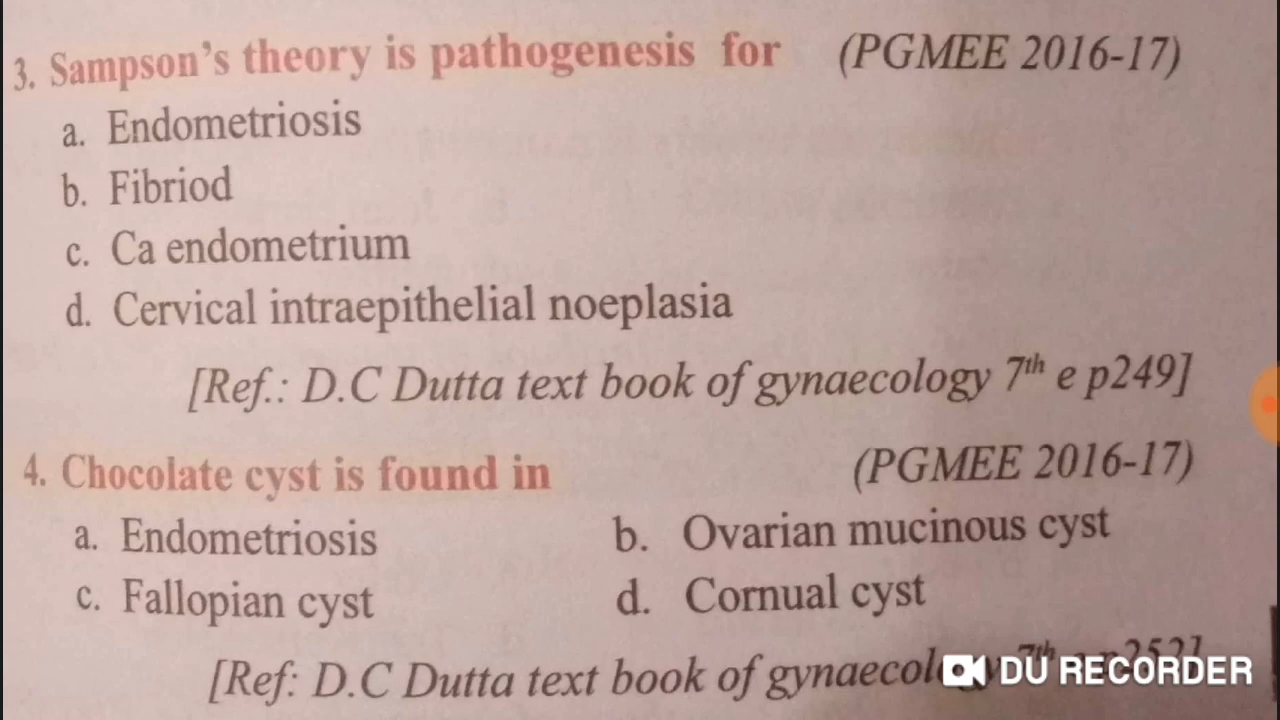 3. Sampson's theory is pathogenesis for (PGMEE 2016-17)
a. Endometriosis
b. Fibriod
c. Ca endometrium
d. Cervical intraepithelial noeplasia
[Ref.: D.C Dutta text book of gynaecology 7th e p249]
4. Chocolate cyst is found in (PGMEE 2016-17)
a. Endometriosis b. Ovarian mucinous cyst
c. Fallopian cyst d. Cornual cyst
[Ref: D.C Dutta text book of
DU RECORDER